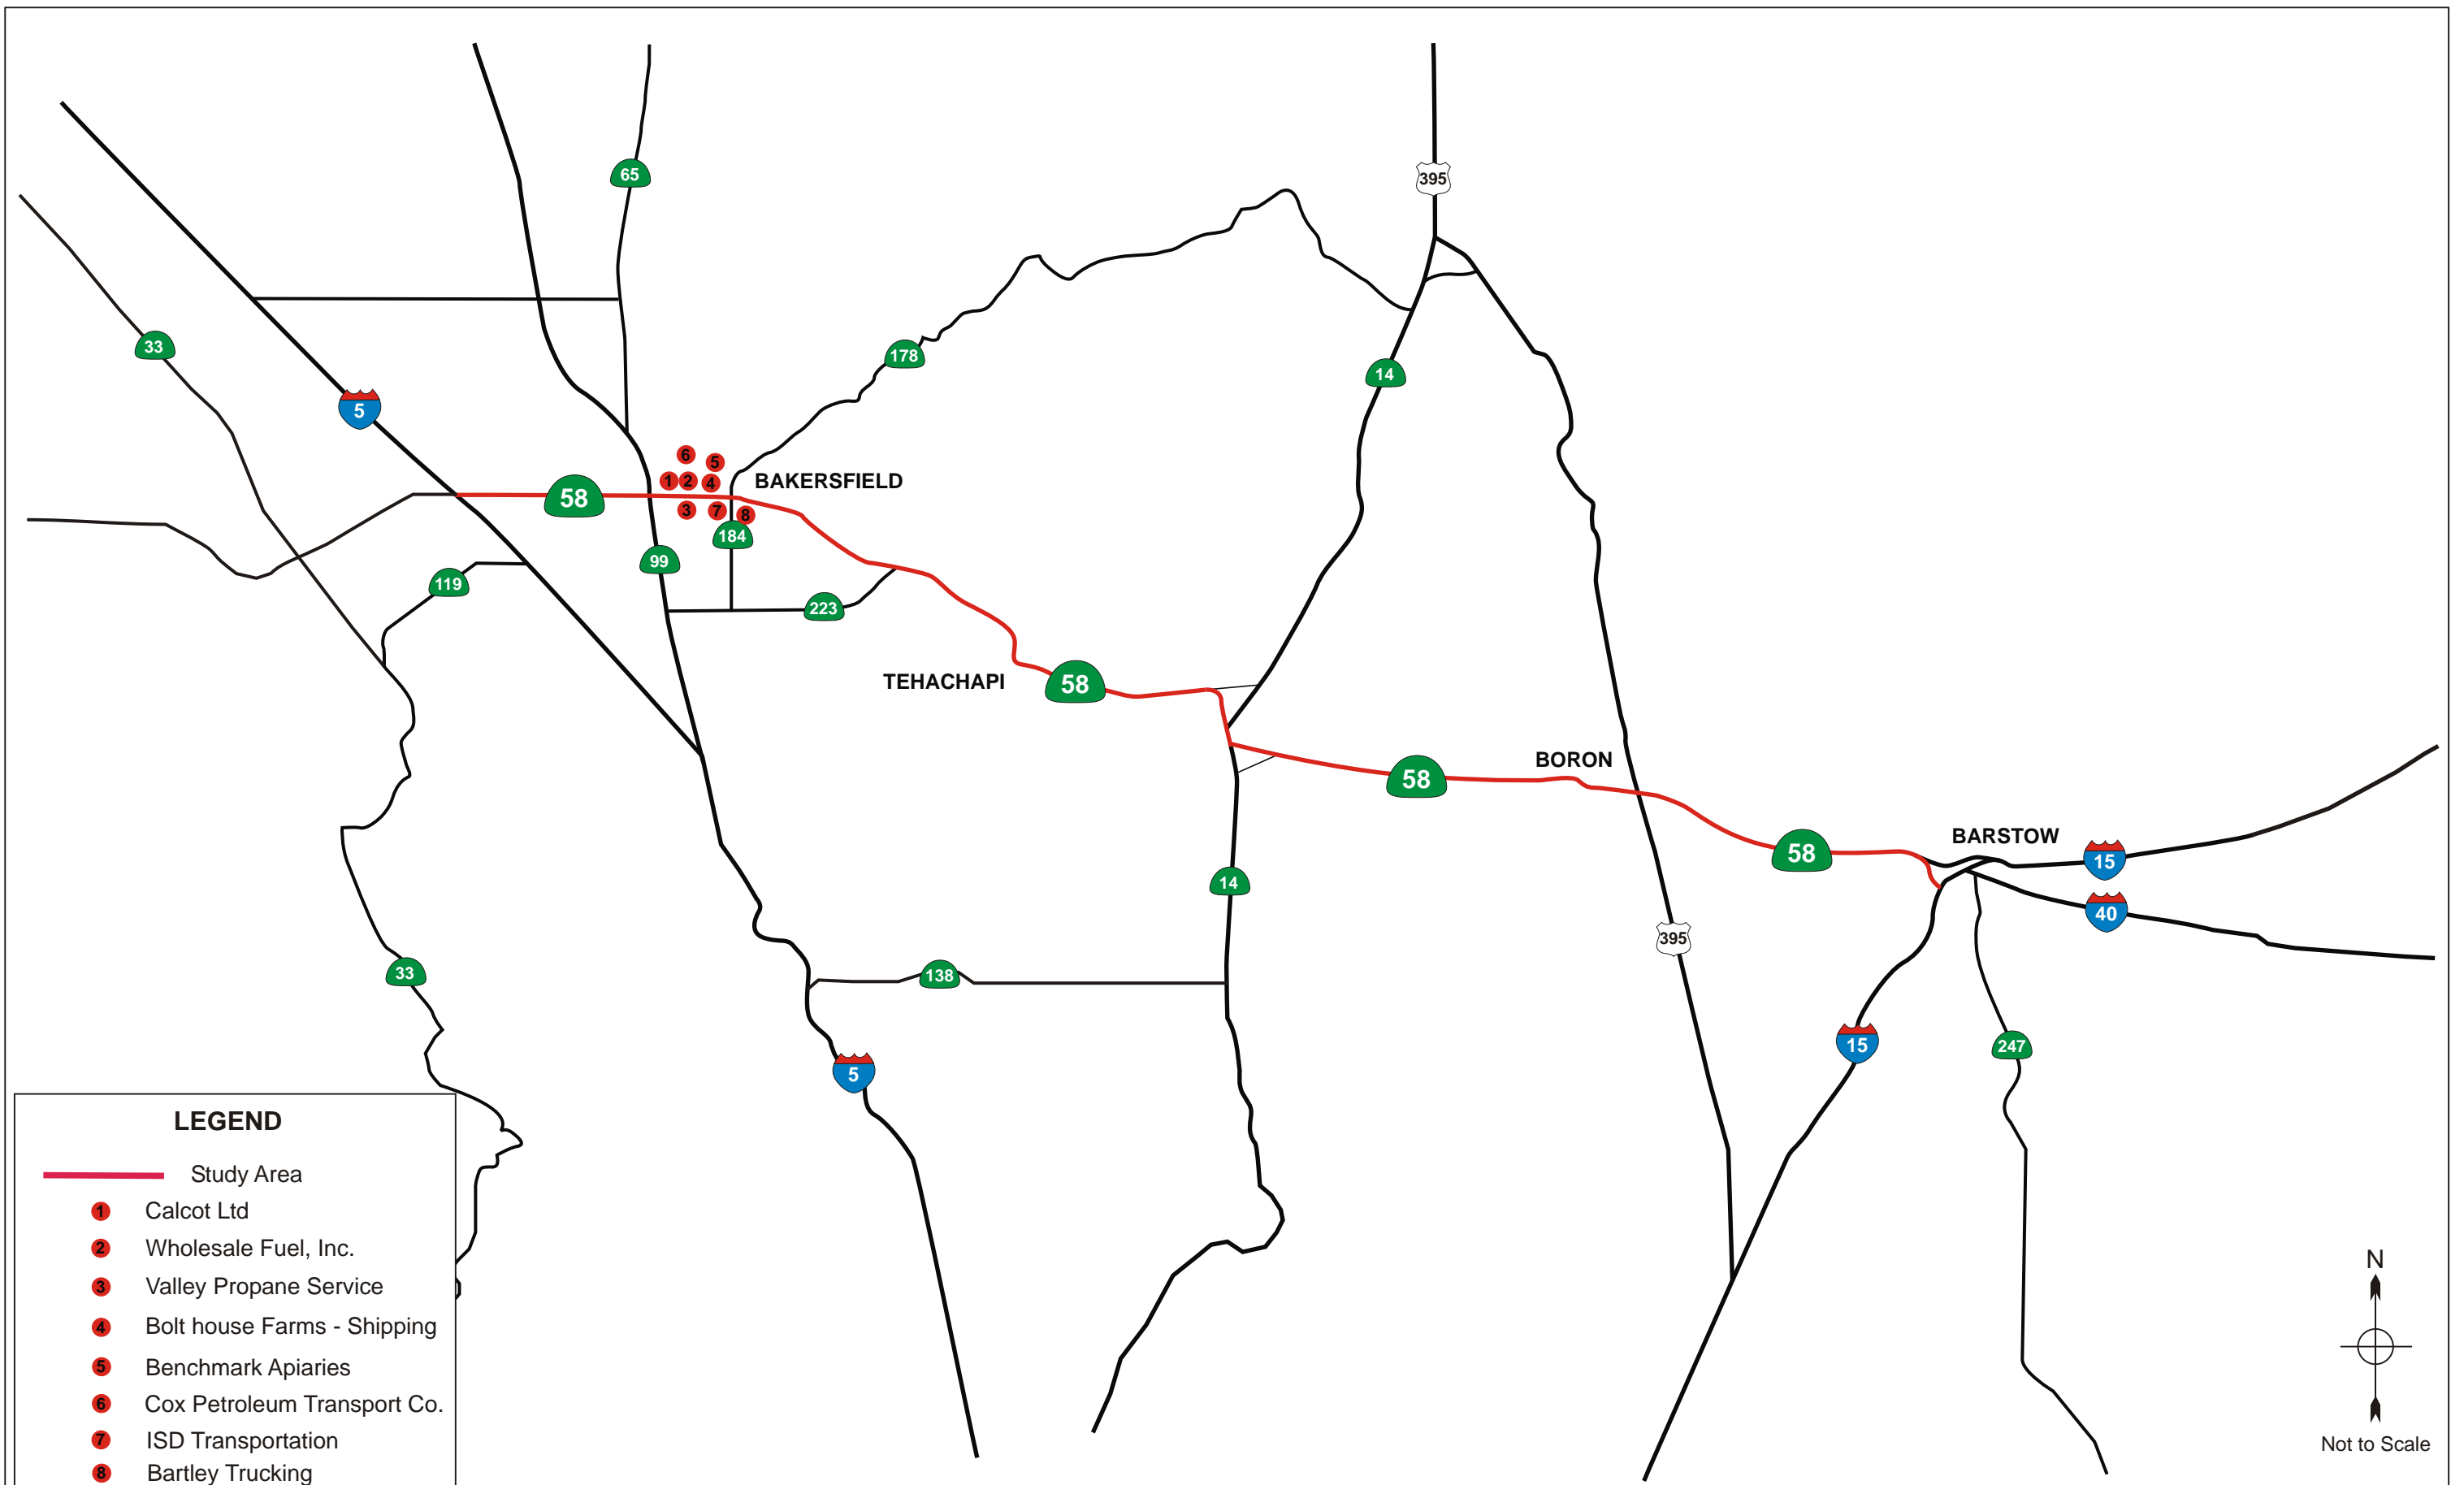 65
395
33
178
14
5
6
5
1
2
4
BAKERSFIELD
58
3
7
8
184
99
119
223
TEHACHAPI
58
BORON
58
BARSTOW
58
15
14
40
395
33
138
15
247
5
LEGEND
Study Area
1 Calcot Ltd
2 Wholesale Fuel, Inc.
3 Valley Propane Service
4 Bolt house Farms - Shipping
5 Benchmark Apiaries
6 Cox Petroleum Transport Co.
7 ISD Transportation
8 Bartley Trucking
N
Not to Scale